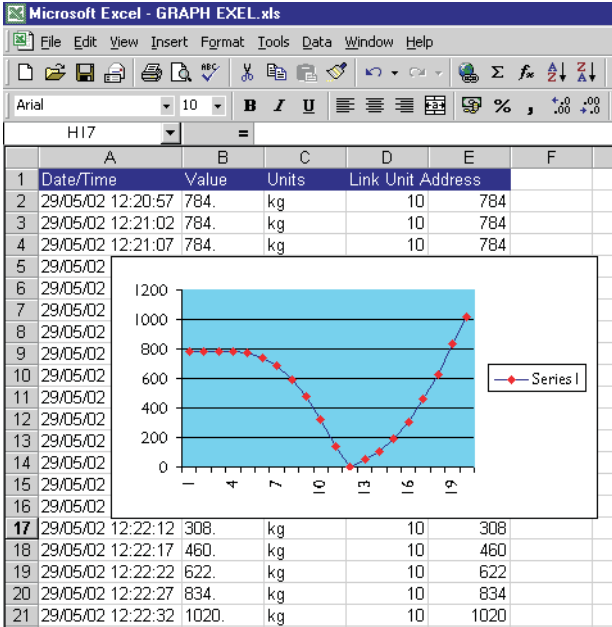 Microsoft Excel - GRAPH EXEL.xls
File Edit View Insert Format Tools Data Window Help
Arial 10 B I U % ,
H17 =
A B C D E F
1 Date/Time Value Units Link Unit Address
2 29/05/02 12:20:57 784. kg 10 784
3 29/05/02 12:21:02 784. kg 10 784
4 29/05/02 12:21:07 784. kg 10 784
5 29/05/02
6 29/05/02
7 29/05/02
8 29/05/02
9 29/05/02
10 29/05/02
11 29/05/02
12 29/05/02
13 29/05/02
14 29/05/02
15 29/05/02
16 29/05/02
1200
1000
800
600
400
200
0
1 4 7 10 13 16 19
Series1
17 29/05/02 12:22:12 308. kg 10 308
18 29/05/02 12:22:17 460. kg 10 460
19 29/05/02 12:22:22 622. kg 10 622
20 29/05/02 12:22:27 834. kg 10 834
21 29/05/02 12:22:32 1020. kg 10 1020